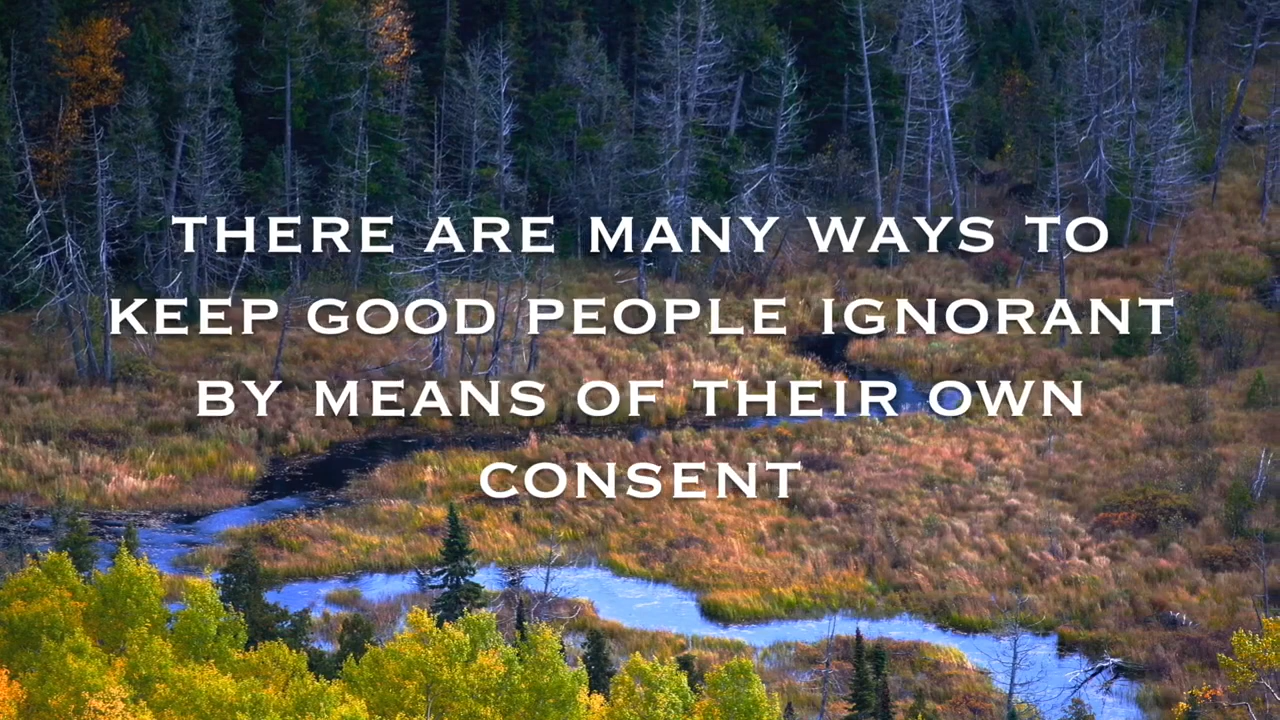 THERE ARE MANY WAYS TO
KEEP GOOD PEOPLE IGNORANT
BY MEANS OF THEIR OWN
CONSENT